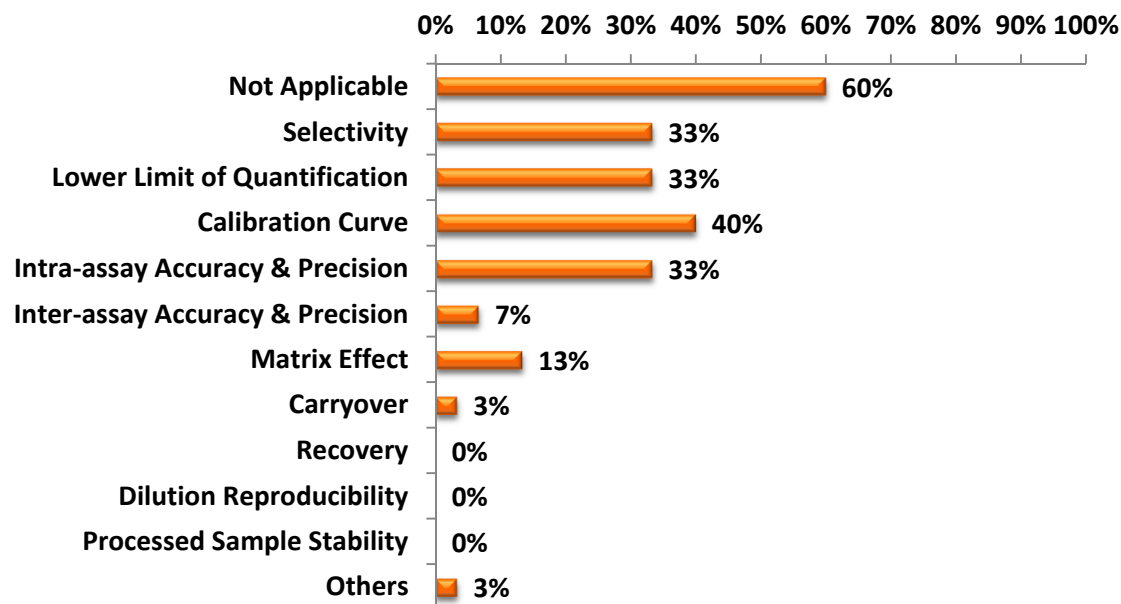 0% 10% 20% 30% 40% 50% 60% 70% 80% 90% 100%
Not Applicable 60%
Selectivity 33%
Lower Limit of Quantification 33%
Calibration Curve 40%
Intra-assay Accuracy & Precision 33%
Inter-assay Accuracy & Precision 7%
Matrix Effect 13%
Carryover 3%
Recovery 0%
Dilution Reproducibility 0%
Processed Sample Stability 0%
Others 3%